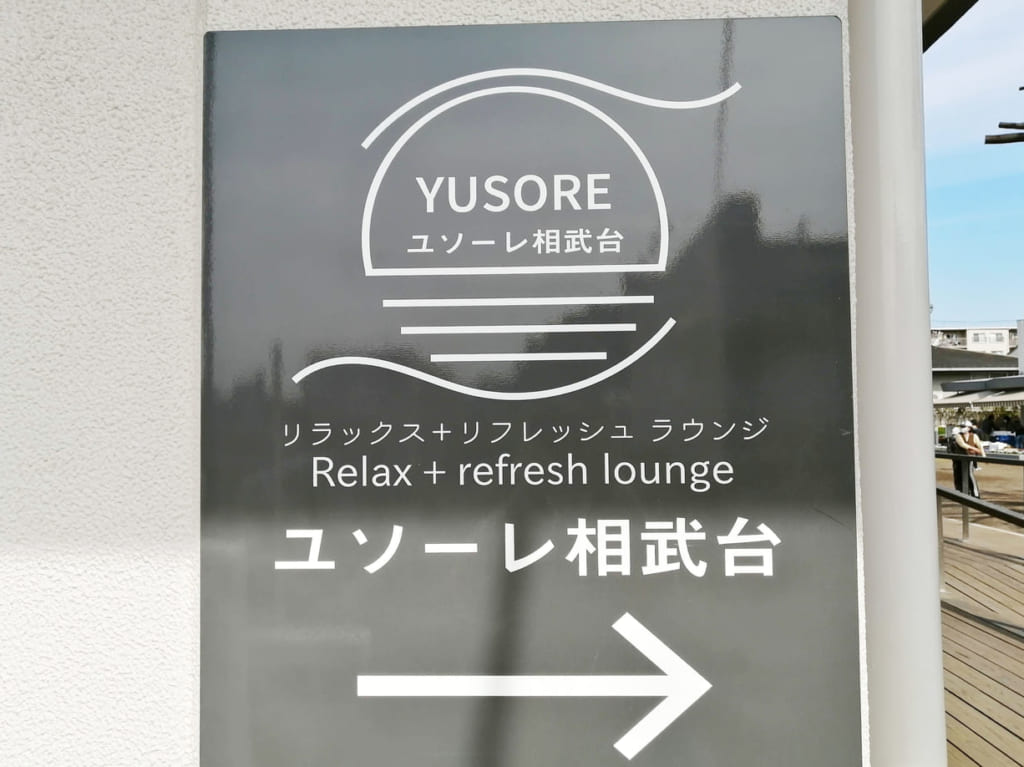 YUSORE
ユソーレ相武台
リラックス＋リフレッシュ ラウンジ
Relax + refresh lounge
ユソーレ相武台